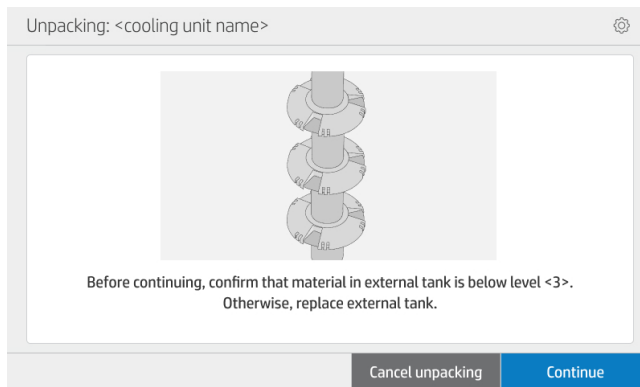 Unpacking: <cooling unit name>
Before continuing, confirm that material in external tank is below level <3>.
Otherwise, replace external tank.
Cancel unpacking
Continue